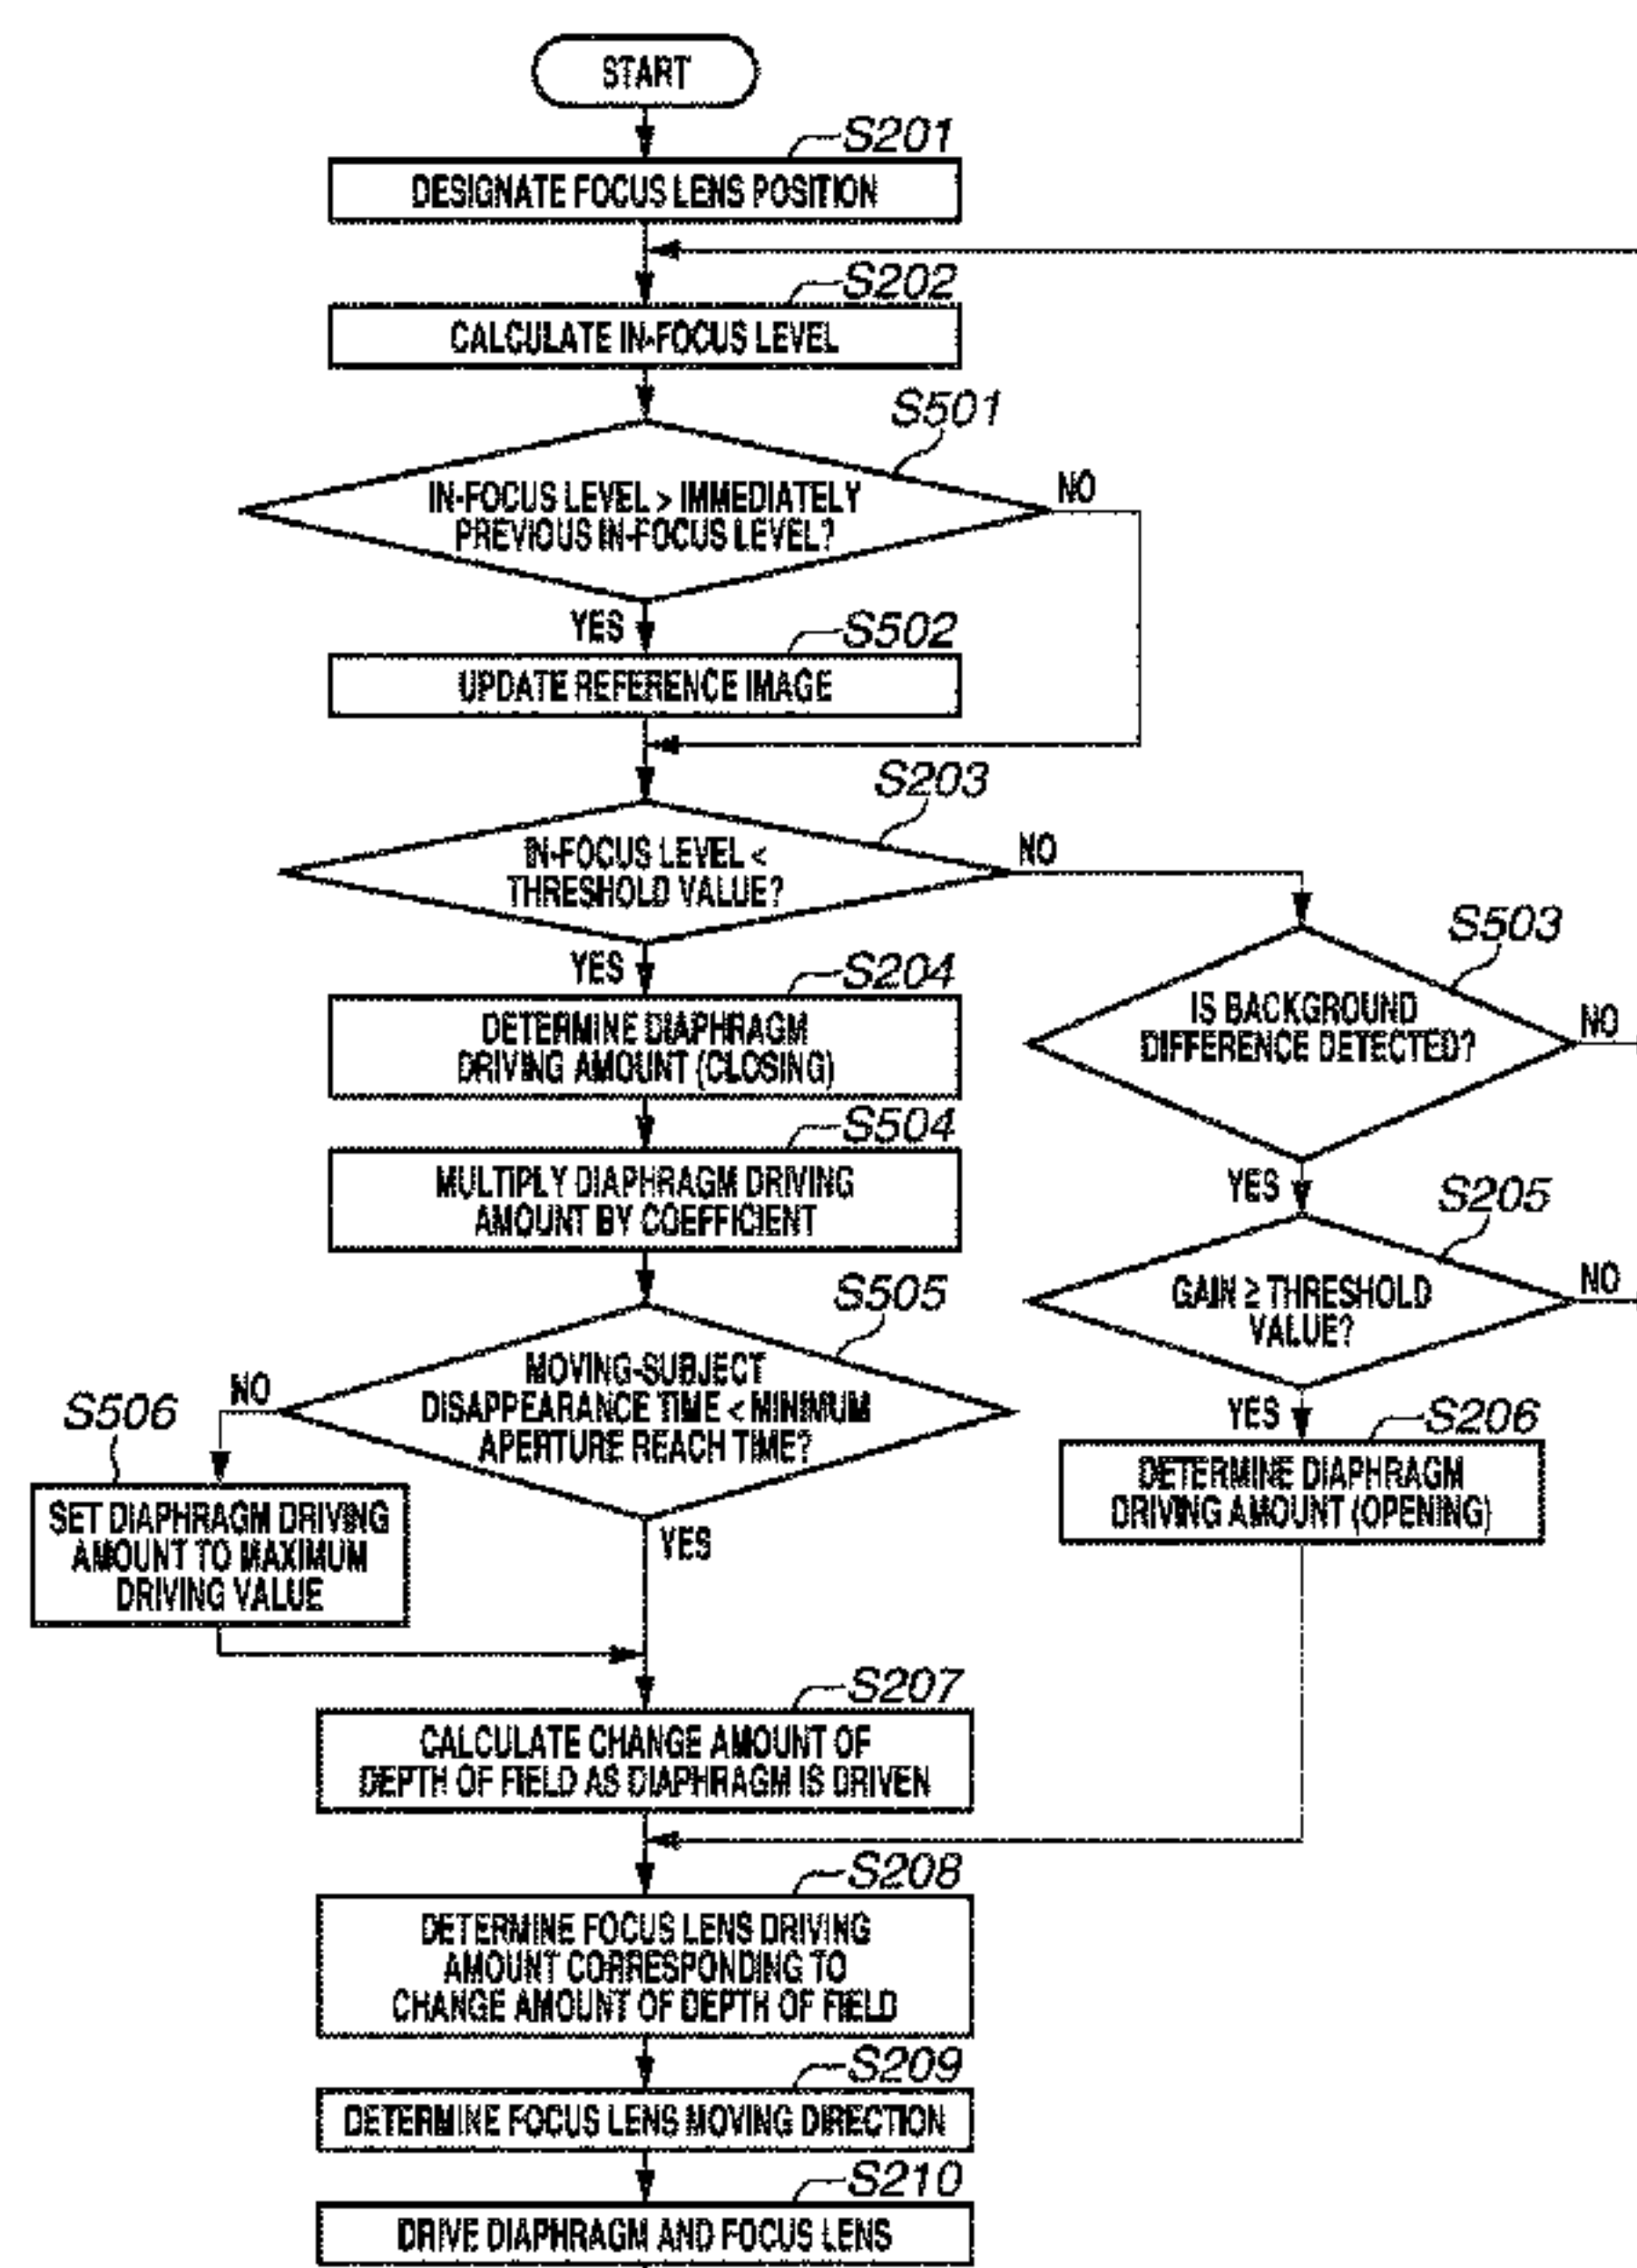 START
S201
DESIGNATE FOCUS LENS POSITION
S202
CALCULATE IN-FOCUS LEVEL
S501
IN-FOCUS LEVEL > IMMEDIATELY
PREVIOUS IN-FOCUS LEVEL?
NO
YES
S502
UPDATE REFERENCE IMAGE
S203
IN-FOCUS LEVEL <
THRESHOLD VALUE?
NO
YES
S204
DETERMINE DIAPHRAGM
DRIVING AMOUNT (CLOSING)
S503
IS BACKGROUND
DIFFERENCE DETECTED?
NO
YES
S504
MULTIPLY DIAPHRAGM DRIVING
AMOUNT BY COEFFICIENT
S205
GAIN ≥ THRESHOLD
VALUE?
NO
YES
S505
MOVING-SUBJECT
DISAPPEARANCE TIME < MINIMUM
APERTURE REACH TIME?
NO
YES
S506
SET DIAPHRAGM DRIVING
AMOUNT TO MAXIMUM
DRIVING VALUE
S206
DETERMINE DIAPHRAGM
DRIVING AMOUNT (OPENING)
S207
CALCULATE CHANGE AMOUNT OF
DEPTH OF FIELD AS DIAPHRAGM IS DRIVEN
S208
DETERMINE FOCUS LENS DRIVING
AMOUNT CORRESPONDING TO
CHANGE AMOUNT OF DEPTH OF FIELD
S209
DETERMINE FOCUS LENS MOVING DIRECTION
S210
DRIVE DIAPHRAGM AND FOCUS LENS